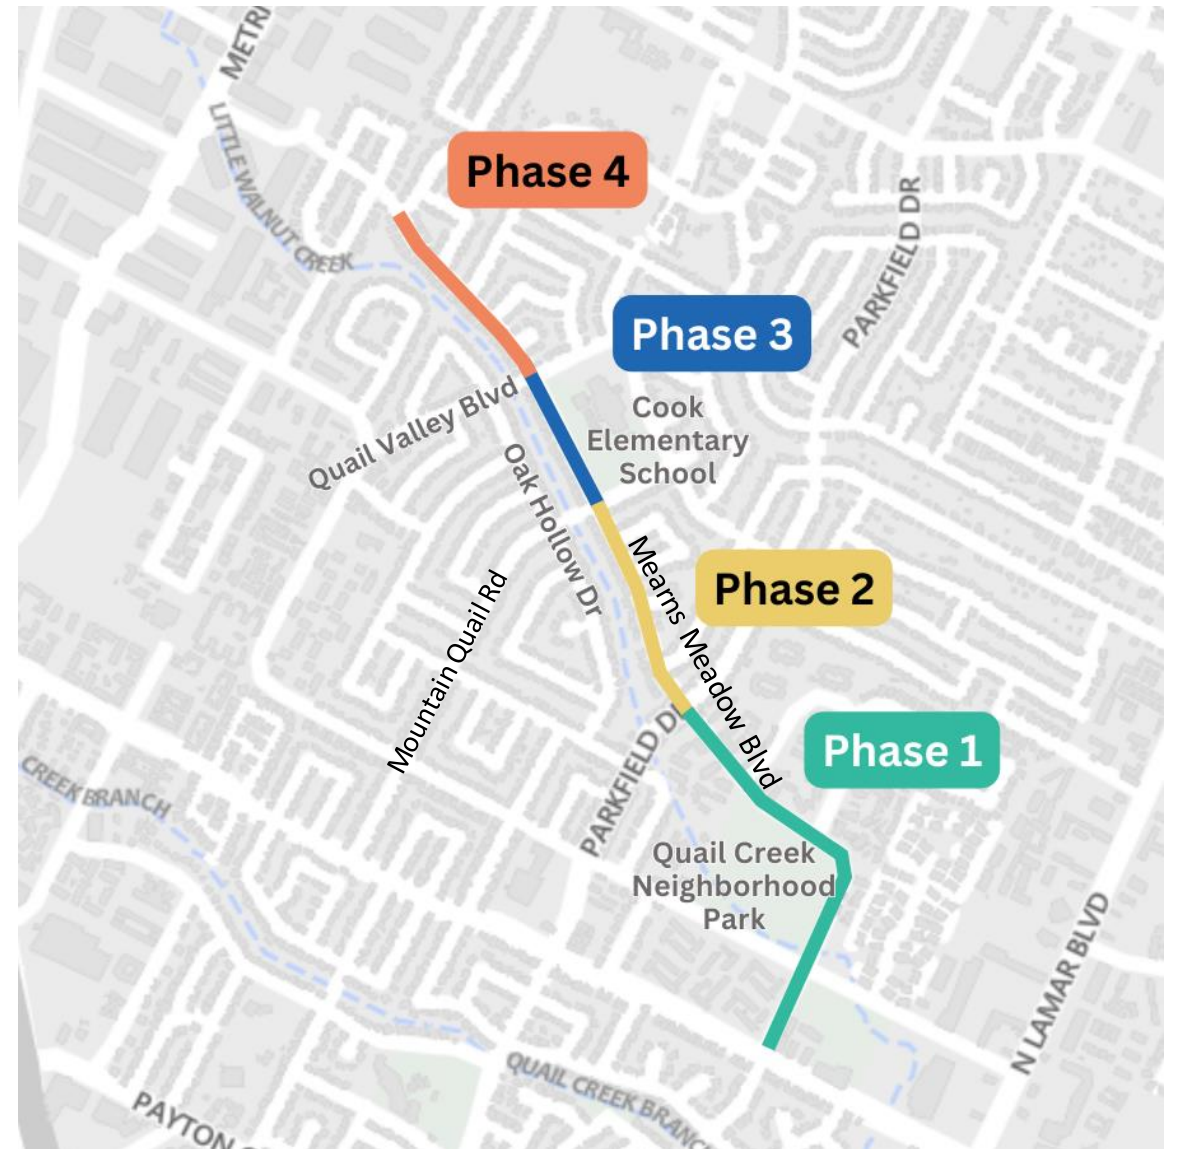 METRI
LITTLE WALNUT CREEK
Phase 4
PARKFIELD DR
Phase 3
Quail Valley Blvd
Cook
Elementary
School
Oak Hollow Dr
Mearns Meadow Blvd
Phase 2
Mountain Quail Rd
PARKFIELD D
Phase 1
CREEK BRANCH
Quail Creek
Neighborhood
Park
N LAMAR BLVD
QUAIL CREEK BRANC
PAYTON G